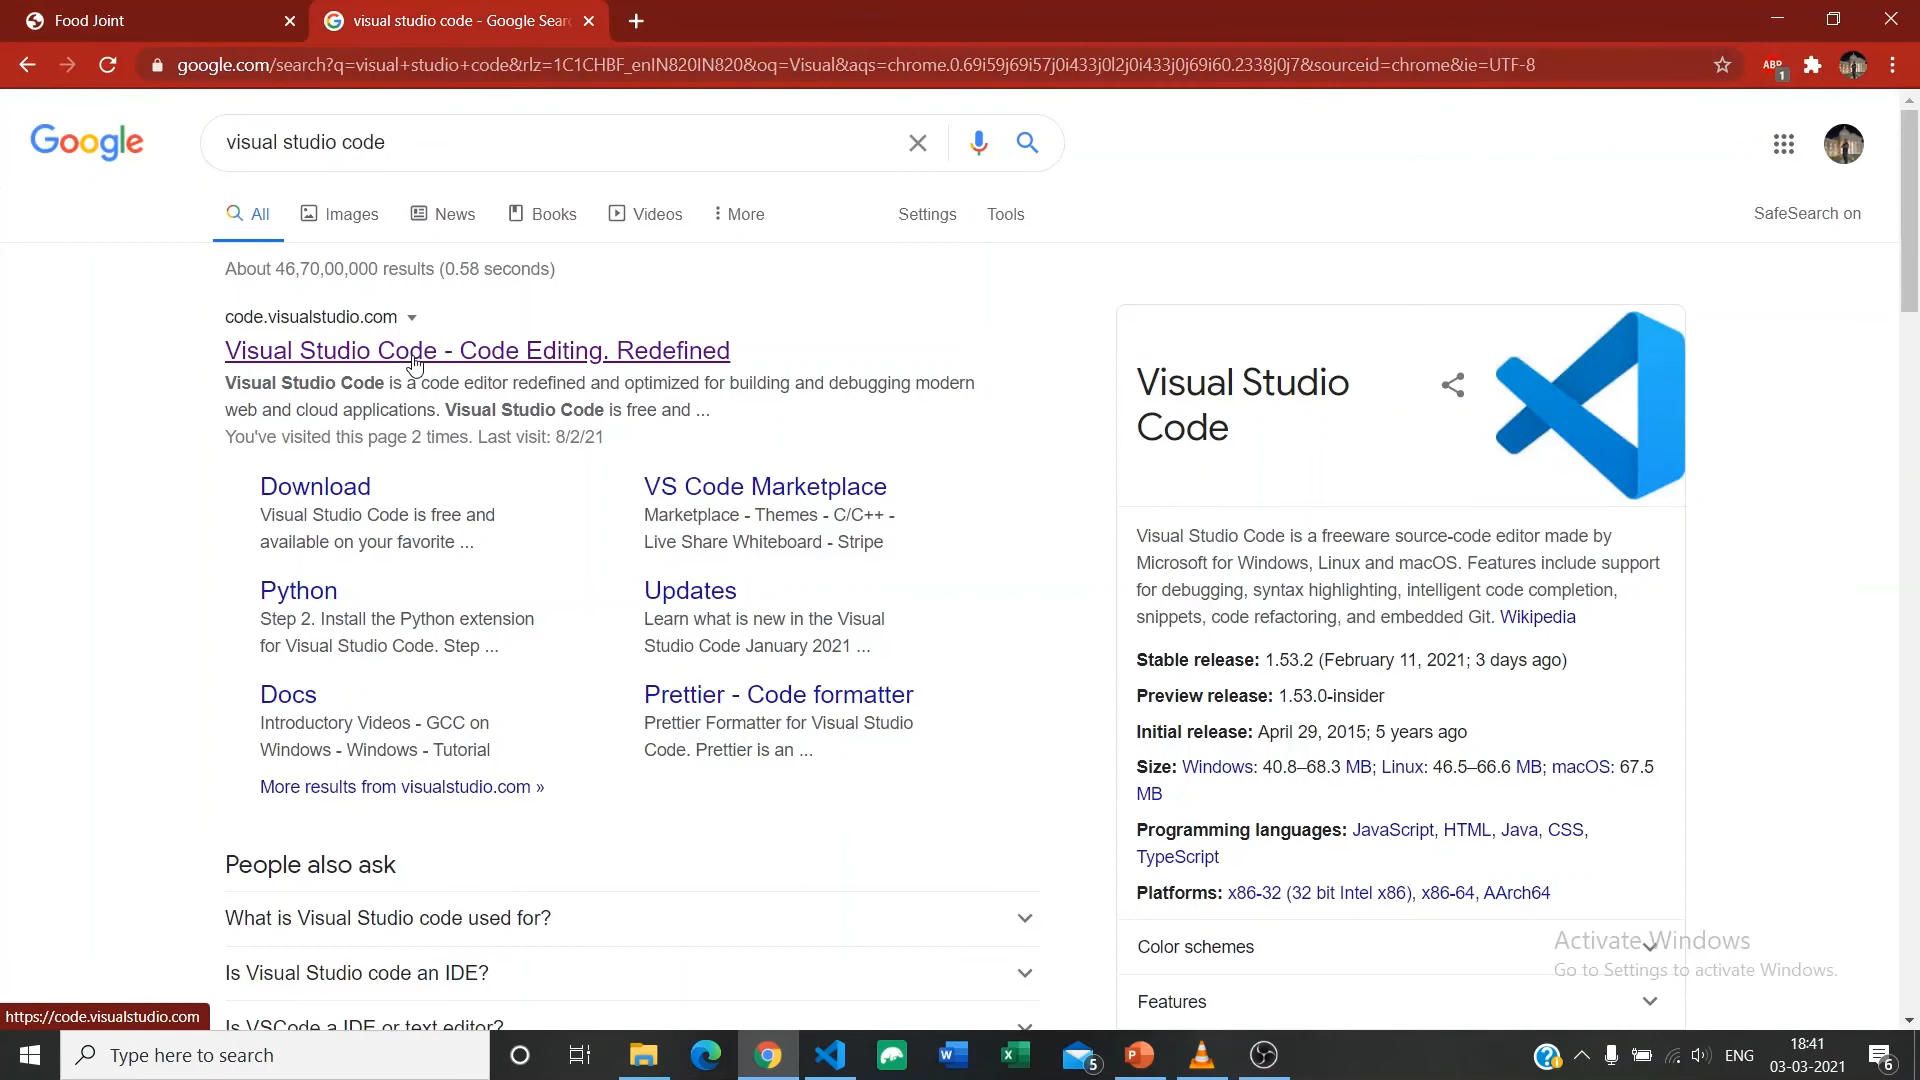 Food Joint
visual studio code - Google Sear
google.com/search?q=visual+studio+code&rlz=1C1CHBF_enIN820IN820&oq=Visual&aqs=chrome.0.69i59j69i57j0i433j0l2j0i433j0j69i60.2338j0j7&sourceid=chrome&ie=UTF-8
ABP
1
Google
visual studio code
All
Images
News
Books
Videos
More
Settings
Tools
SafeSearch on
About 46,70,00,000 results (0.58 seconds)
code.visualstudio.com
Visual Studio Code - Code Editing. Redefined
Visual Studio Code is a code editor redefined and optimized for building and debugging modern
web and cloud applications. Visual Studio Code is free and ...
You've visited this page 2 times. Last visit: 8/2/21
Download
Visual Studio Code is free and
available on your favorite ...
VS Code Marketplace
Marketplace - Themes - C/C++ -
Live Share Whiteboard - Stripe
Python
Step 2. Install the Python extension
for Visual Studio Code. Step ...
Updates
Learn what is new in the Visual
Studio Code January 2021 ...
Docs
Introductory Videos - GCC on
Windows - Windows - Tutorial
Prettier - Code formatter
Prettier Formatter for Visual Studio
Code. Prettier is an ...
More results from visualstudio.com »
People also ask
What is Visual Studio code used for?
Is Visual Studio code an IDE?
Is VSCode a IDE or text editor?
Visual Studio
Code
Visual Studio Code is a freeware source-code editor made by
Microsoft for Windows, Linux and macOS. Features include support
for debugging, syntax highlighting, intelligent code completion,
snippets, code refactoring, and embedded Git. Wikipedia
Stable release: 1.53.2 (February 11, 2021; 3 days ago)
Preview release: 1.53.0-insider
Initial release: April 29, 2015; 5 years ago
Size: Windows: 40.8–68.3 MB; Linux: 46.5–66.6 MB; macOS: 67.5
MB
Programming languages: JavaScript, HTML, Java, CSS,
TypeScript
Platforms: x86-32 (32 bit Intel x86), x86-64, AArch64
Color schemes
Features
Activate Windows
Go to Settings to activate Windows.
https://code.visualstudio.com
Type here to search
5
ENG
18:41
03-03-2021
6